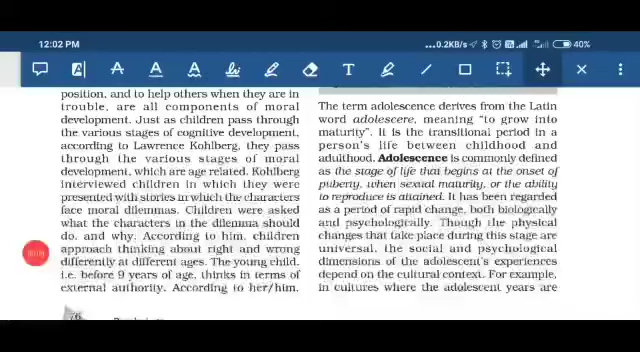 12:02 PM
...0.2KB/s
40%
T
position, and to help others when they are in
trouble, are all components of moral
development. Just as children pass through
the various stages of cognitive development,
according to Lawrence Kohlberg, they pass
through the various stages of moral
development, which are age related. Kohlberg
interviewed children in which they were
presented with stories in which the characters
face moral dilemmas. Children were asked
what the characters in the dilemma should
do, and why. According to him, children
approach thinking about right and wrong
differently at different ages. The young child,
i.e. before 9 years of age, thinks in terms of
external authority. According to her/him,
76
The term adolescence derives from the Latin
word adolescere, meaning “to grow into
maturity”. It is the transitional period in a
person's life between childhood and
adulthood. Adolescence is commonly defined
as the stage of life that begins at the onset of
puberty, when sexual maturity, or the ability
to reproduce is attained. It has been regarded
as a period of rapid change, both biologically
and psychologically. Though the physical
changes that take place during this stage are
universal, the social and psychological
dimensions of the adolescent's experiences
depend on the cultural context. For example,
in cultures where the adolescent years are